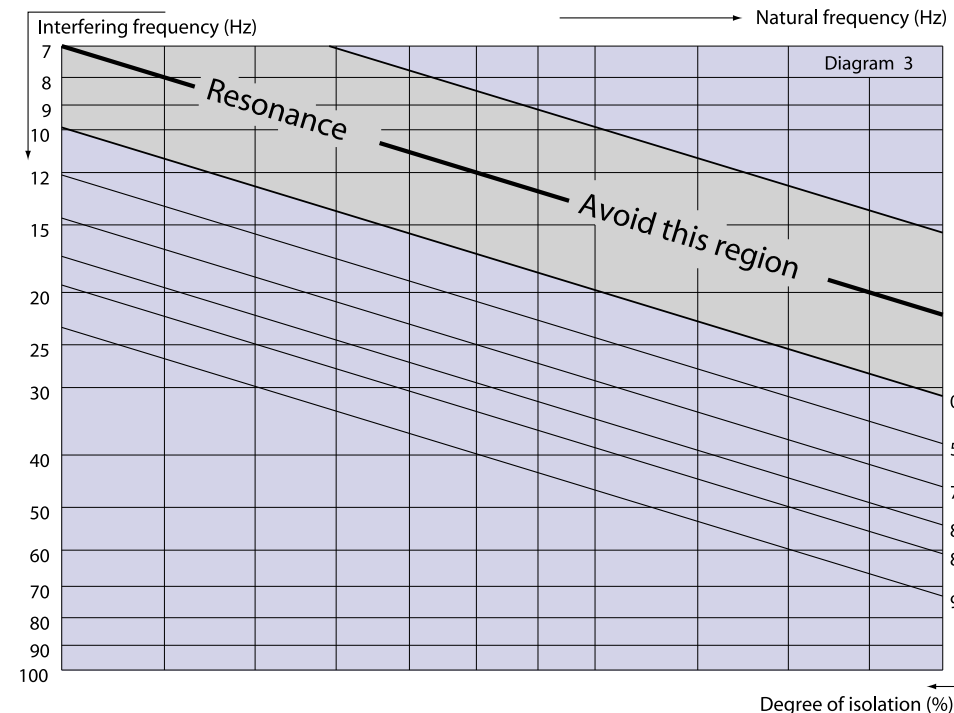 Interfering frequency (Hz)
Natural frequency (Hz)
Diagram 3
7
8
9
10
12
15
20
25
30
40
50
60
70
80
90
100
Resonance
Avoid this region
Degree of isolation (%)